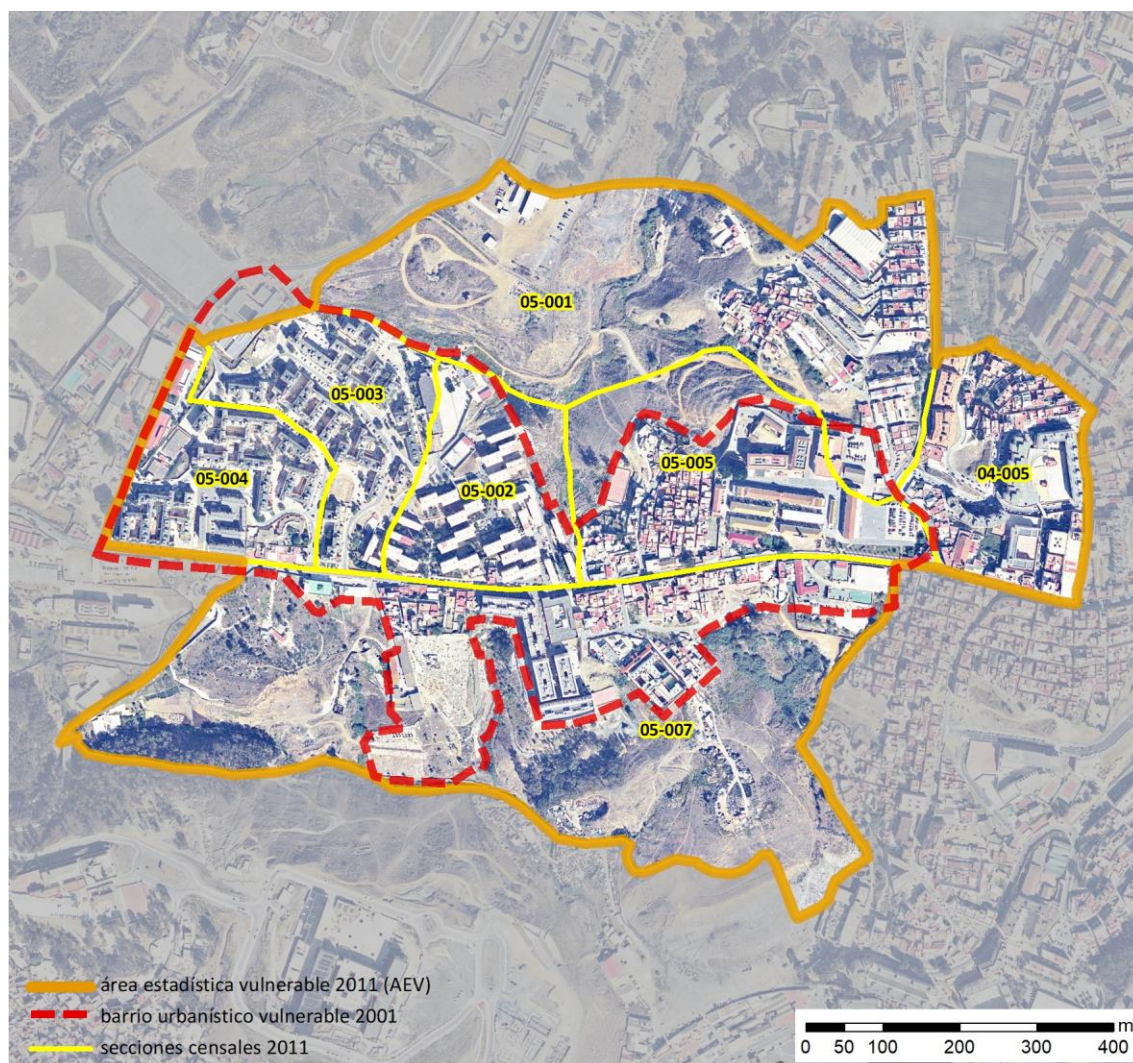 05-001
05-003
05-005
05-004
05-002
04-005
05-007
área estadística vulnerable 2011 (AEV)
barrio urbanístico vulnerable 2001
secciones censales 2011
m
0 50 100 200 300 400